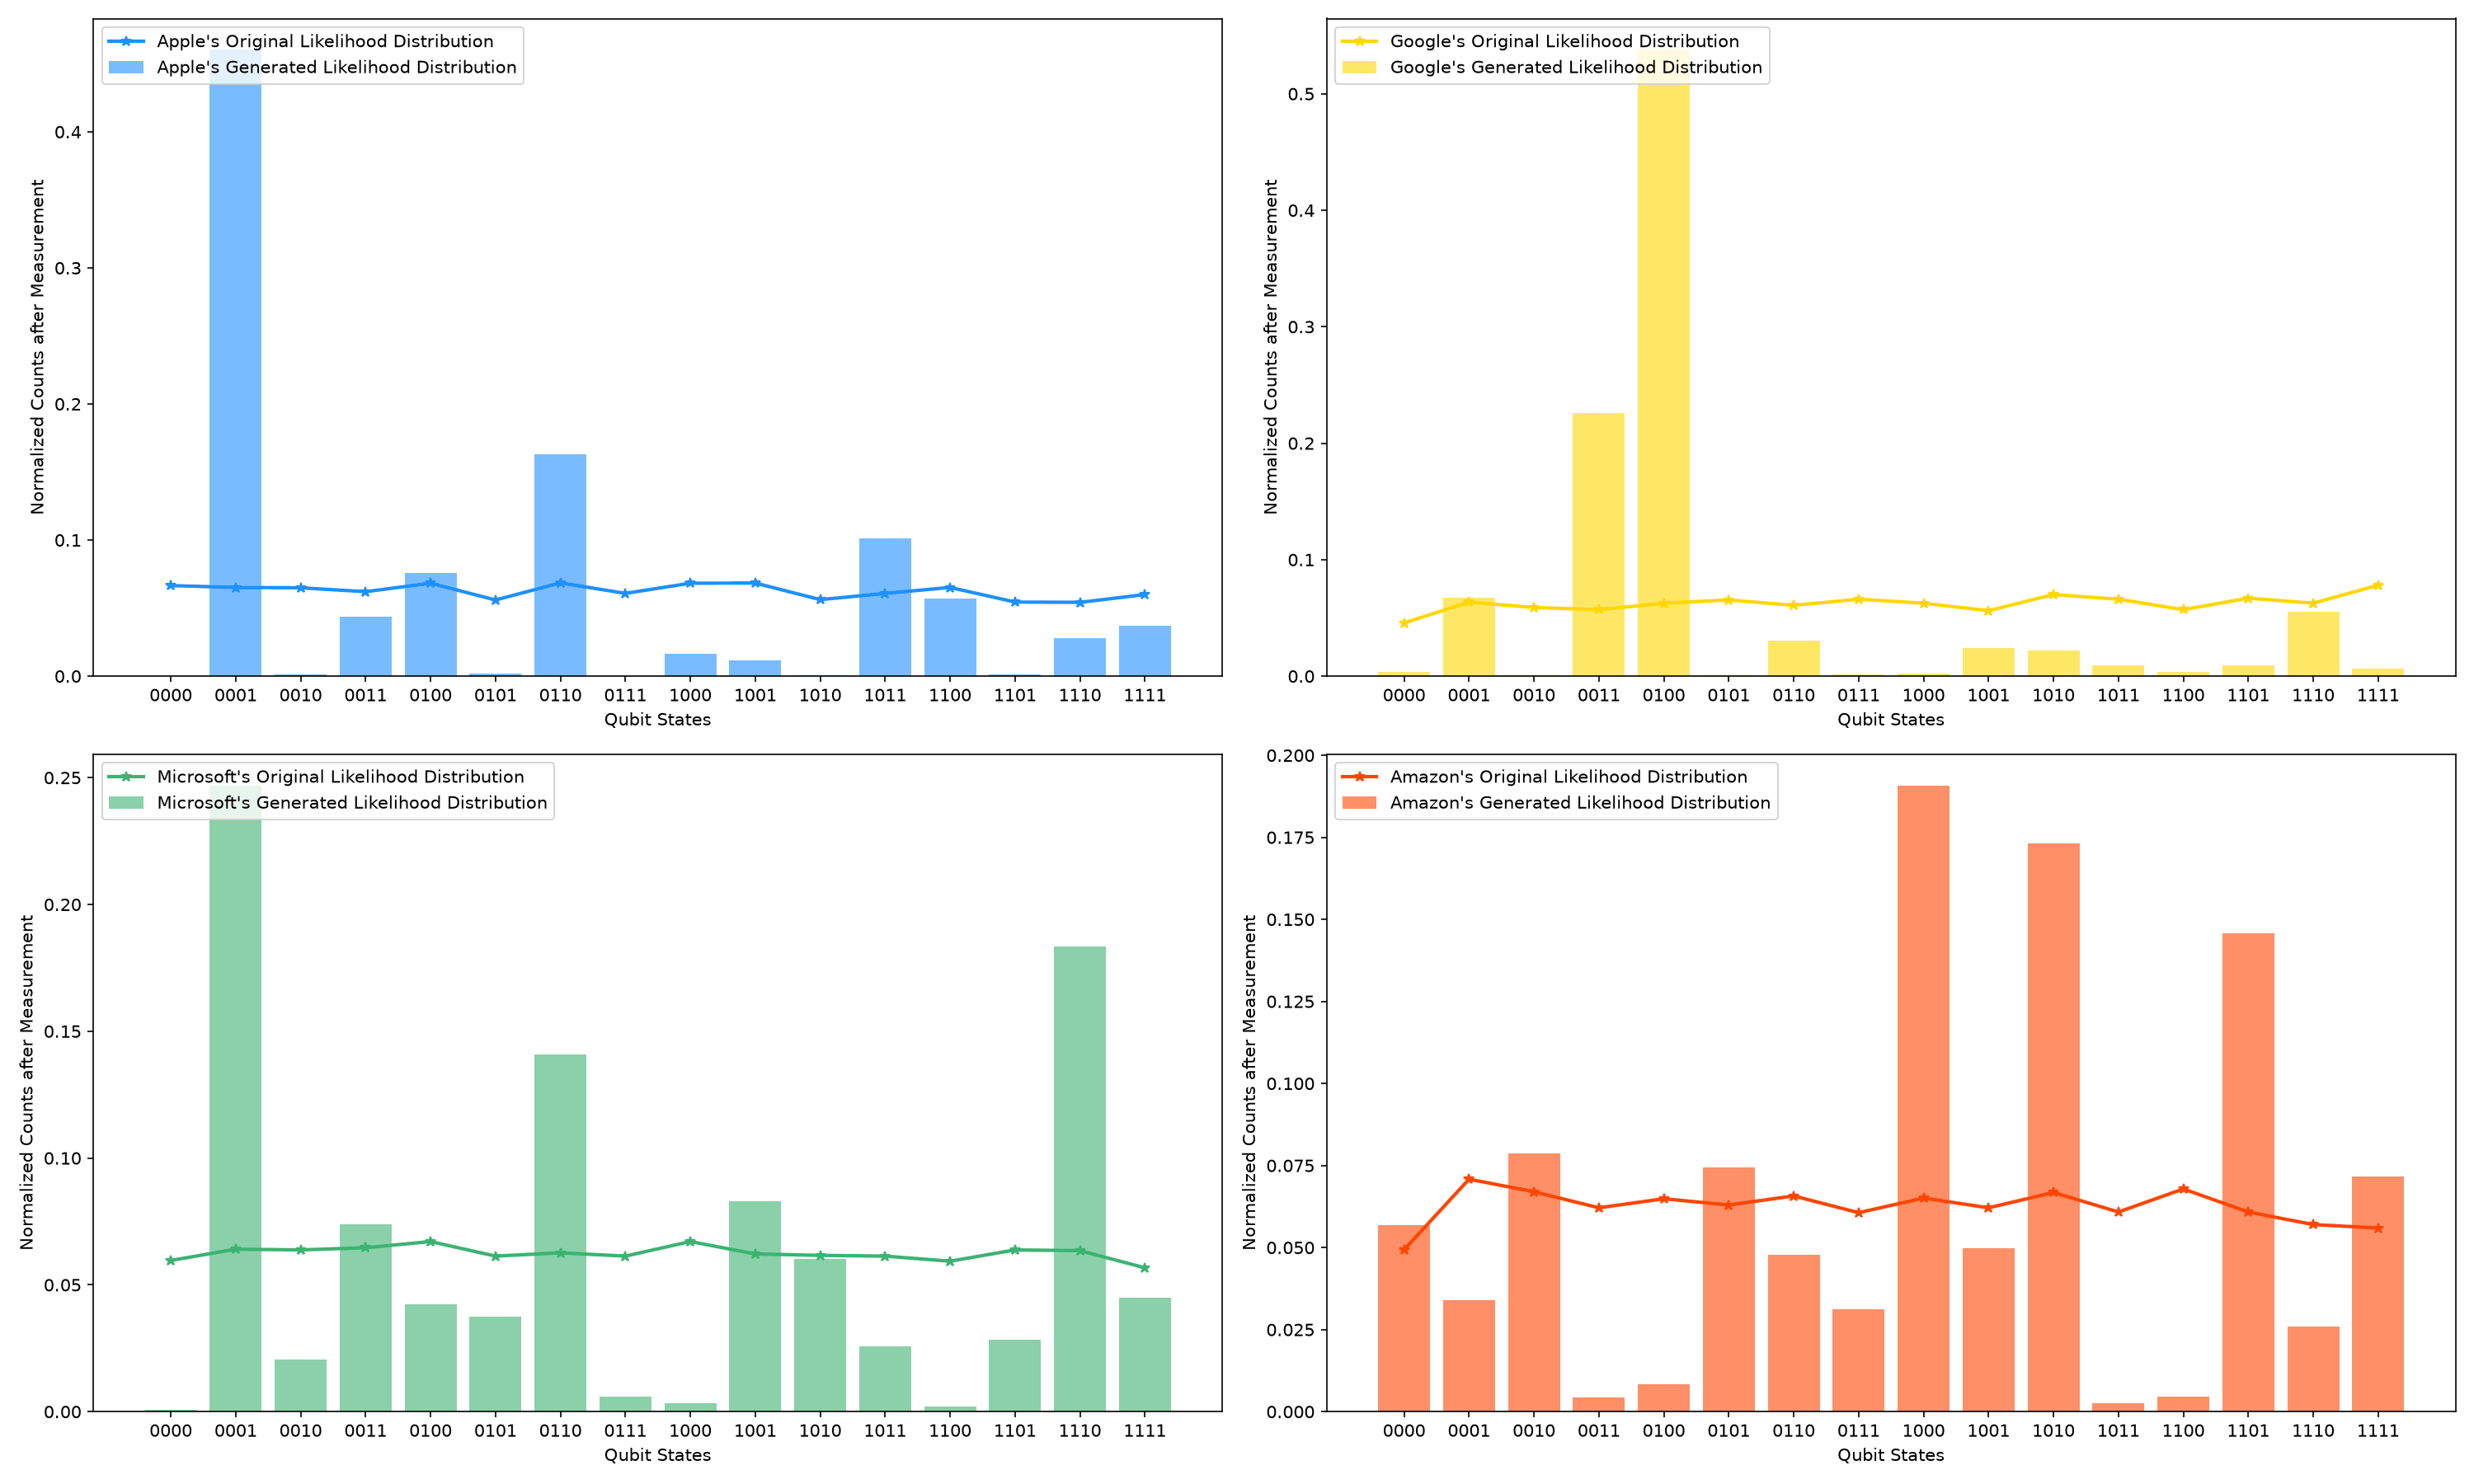 Apple's Original Likelihood Distribution
Apple's Generated Likelihood Distribution
Normalized Counts after Measurement
0.4
0.3
0.2
0.1
0.0
0000 0001 0010 0011 0100 0101 0110 0111 1000 1001 1010 1011 1100 1101 1110 1111
Qubit States
Google's Original Likelihood Distribution
Google's Generated Likelihood Distribution
Normalized Counts after Measurement
0.5
0.4
0.3
0.2
0.1
0.0
0000 0001 0010 0011 0100 0101 0110 0111 1000 1001 1010 1011 1100 1101 1110 1111
Qubit States
Microsoft's Original Likelihood Distribution
Microsoft's Generated Likelihood Distribution
Normalized Counts after Measurement
0.25
0.20
0.15
0.10
0.05
0.00
0000 0001 0010 0011 0100 0101 0110 0111 1000 1001 1010 1011 1100 1101 1110 1111
Qubit States
Amazon's Original Likelihood Distribution
Amazon's Generated Likelihood Distribution
Normalized Counts after Measurement
0.200
0.175
0.150
0.125
0.100
0.075
0.050
0.025
0.000
0000 0001 0010 0011 0100 0101 0110 0111 1000 1001 1010 1011 1100 1101 1110 1111
Qubit States